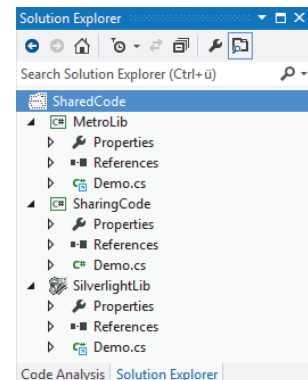 Solution Explorer
Search Solution Explorer (Ctrl+ü)
SharedCode
C# MetroLib
Properties
References
C# Demo.cs
C# SharingCode
Properties
References
C# Demo.cs
SilverlightLib
Properties
References
C# Demo.cs
Code Analysis Solution Explorer